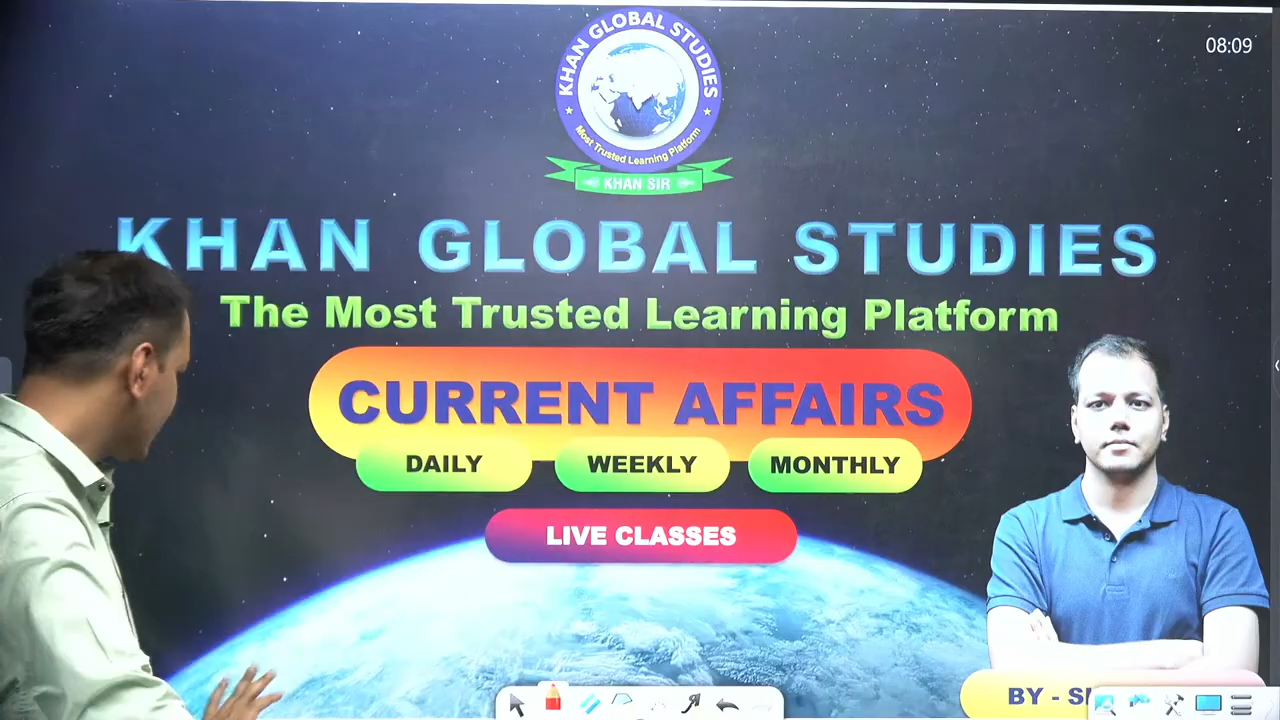 08:09
KHAN GLOBAL STUDIES
Most Trusted Learning Platform
KHAN SIR
KHAN GLOBAL STUDIES
The Most Trusted Learning Platform
CURRENT AFFAIRS
DAILY WEEKLY MONTHLY
LIVE CLASSES
BY -